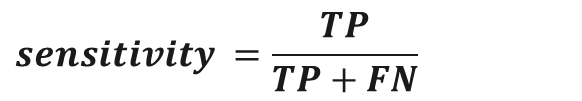 sensitivity = TP / (TP + FN)